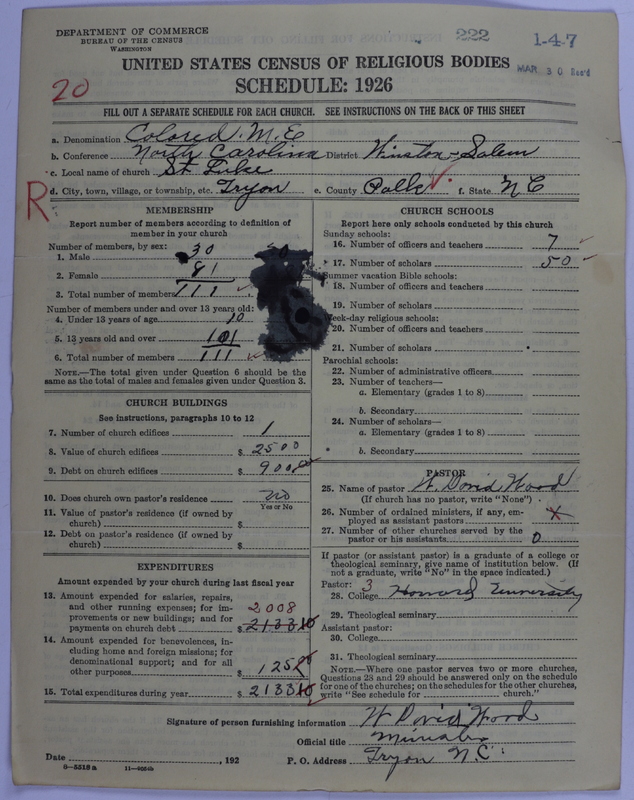 DEPARTMENT OF COMMERCE
BUREAU OF THE CENSUS
WASHINGTON
222 1-47
UNITED STATES CENSUS OF RELIGIOUS BODIES
MAR 30 Rec'd
SCHEDULE: 1926
20
FILL OUT A SEPARATE SCHEDULE FOR EACH CHURCH. SEE INSTRUCTIONS ON THE BACK OF THIS SHEET
a. Denomination Colored. M. E
b. Conference North Carolina District Winston-Salem
c. Local name of church St. Luke
R
d. City, town, village, or township, etc. Tryon e. County Polk f. State N C
MEMBERSHIP
Report number of members according to definition of
member in your church
Number of members, by sex:
1. Male 30
2. Female 81
3. Total number of members 111
Number of members under and over 13 years old:
4. Under 13 years of age 10
5. 13 years old and over 101
6. Total number of members 111
NOTE.—The total given under Question 6 should be
same as the total of males and females given under Question 3.
CHURCH BUILDINGS
See instructions, paragraphs 10 to 12
7. Number of church edifices 1
8. Value of church edifices $ 2500
9. Debt on church edifices $ 900
10. Does church own pastor's residence no
Yes or No
11. Value of pastor's residence (if owned by
church) $
12. Debt on pastor's residence (if owned by
church) $
EXPENDITURES
Amount expended by your church during last fiscal year
13. Amount expended for salaries, repairs,
and other running expenses; for im-
provements or new buildings; and for
payments on church debt 2008 $ 2133
14. Amount expended for benevolences, in-
cluding home and foreign missions; for
denominational support; and for all
other purposes $ 125
15. Total expenditures during year $ 2133
CHURCH SCHOOLS
Report here only schools conducted by this church
Sunday schools:
16. Number of officers and teachers 7
17. Number of scholars 50
Summer vacation Bible schools:
18. Number of officers and teachers
19. Number of scholars
Week-day religious schools:
20. Number of officers and teachers
21. Number of scholars
Parochial schools:
22. Number of administrative officers
23. Number of teachers—
a. Elementary (grades 1 to 8)
b. Secondary
24. Number of scholars—
a. Elementary (grades 1 to 8)
b. Secondary
PASTOR
25. Name of pastor W. David Wood
(If church has no pastor, write "None")
26. Number of ordained ministers, if any, em-
ployed as assistant pastors x
27. Number of other churches served by the
pastor or his assistants 0
If pastor (or assistant pastor) is a graduate of a college or
theological seminary, give name of institution below. (If
not a graduate, write "No" in the space indicated.)
Pastor: 3
28. College Howard University
29. Theological seminary
Assistant pastor:
30. College
31. Theological seminary
NOTE.—Where one pastor serves two or more churches,
Questions 28 and 29 should be answered only on the schedule
for one of the churches; on the schedules for the other churches,
write "See schedule for church."
Signature of person furnishing information W David Wood
Official title Minister
Date , 192 P. O. Address Tryon N.C.